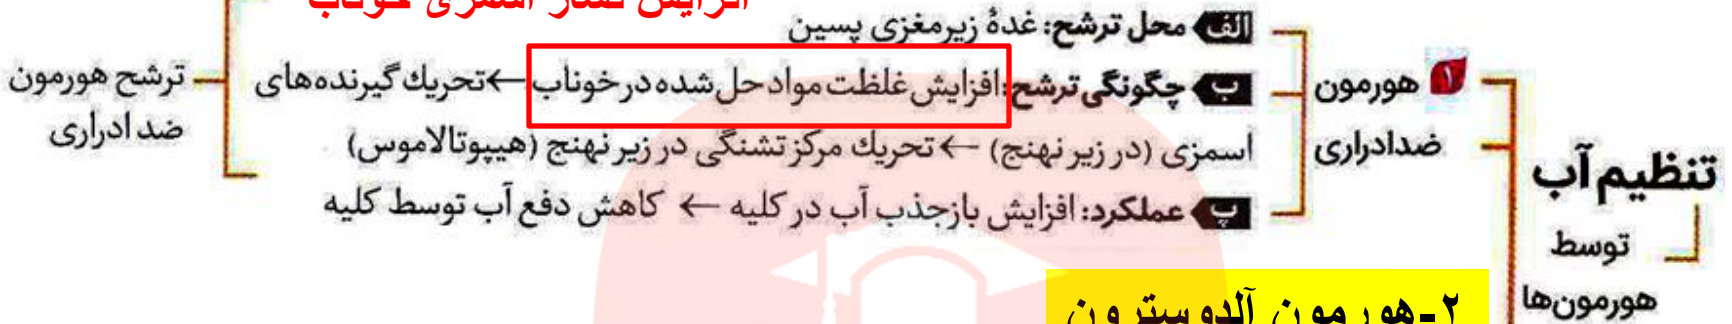 افزایش فشار اسمزی خوناب
تنظیم آب
توسط
هورمون‌ها
۱ هورمون
ضدادراری
الف محل ترشح: غدهٔ زیرمغزی پسین
ب چگونگی ترشح: افزایش غلظت مواد حل شده در خوناب ← تحریك گیرنده‌های
اسمزی (در زیر نهنج) ← تحریك مرکز تشنگی در زیر نهنج (هیپوتالاموس)
پ عملکرد: افزایش بازجذب آب در کلیه ← کاهش دفع آب توسط کلیه
ترشح هورمون
ضد ادراری
۲-هورمون آلدوسترون